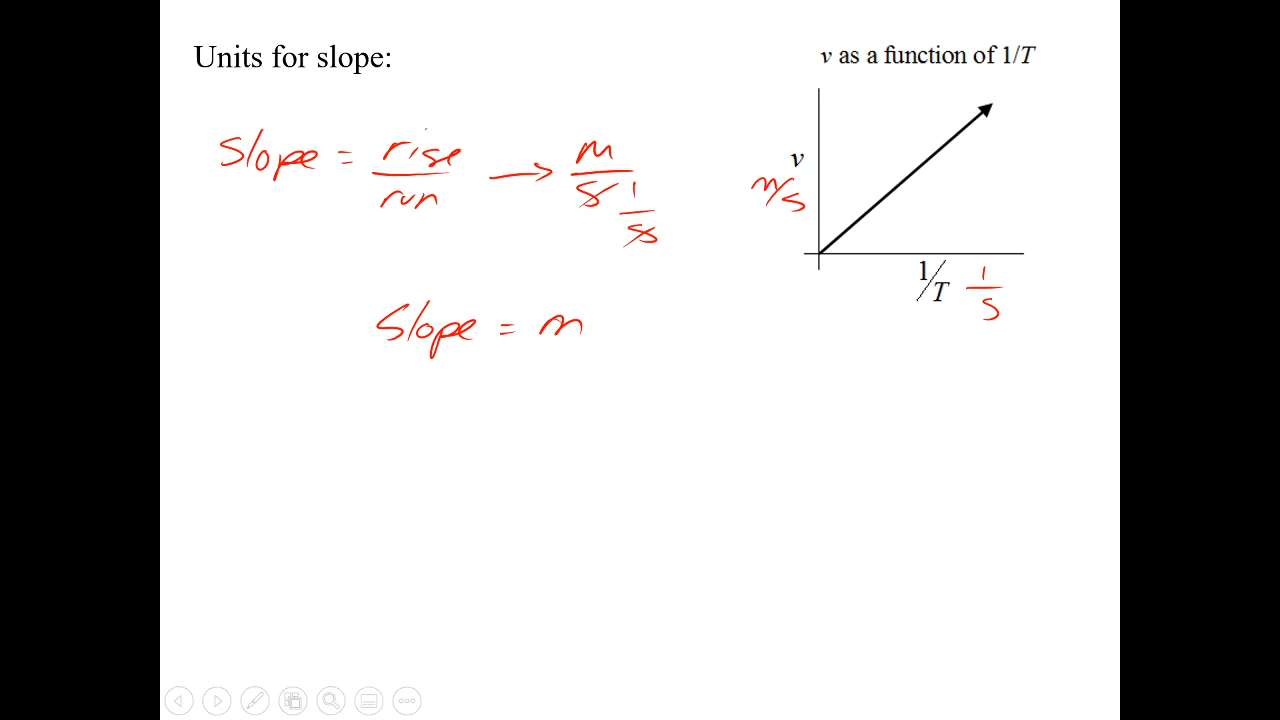 Units for slope:
v as a function of 1/T
slope = rise/run → m/s 1/s
v
m/s
1/T 1/s
slope = m